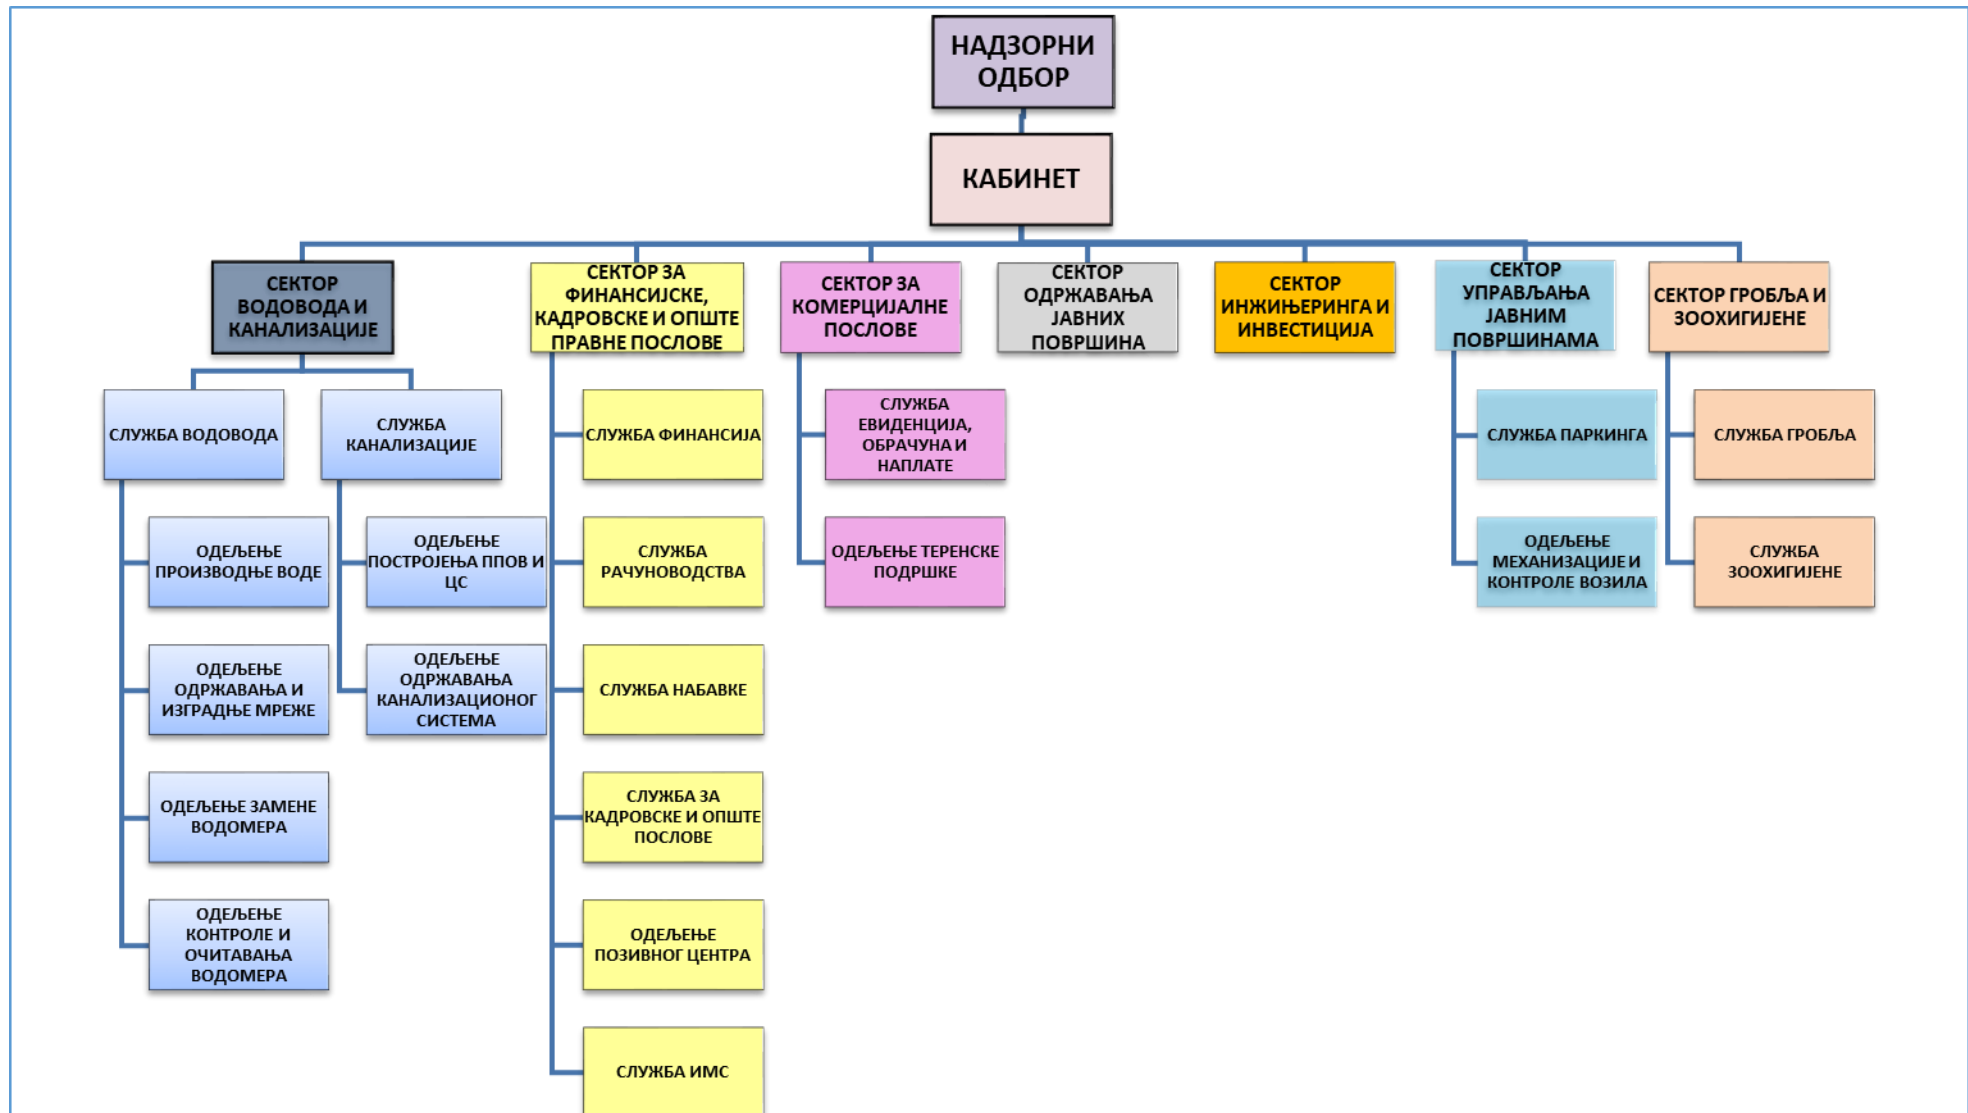 НАДЗОРНИ
ОДБОР
КАБИНЕТ
СЕКТОР
ВОДОВОДА И
КАНАЛИЗАЦИЈЕ
СЕКТОР ЗА
ФИНАНСИЈСКЕ,
КАДРОВСКЕ И ОПШТЕ
ПРАВНЕ ПОСЛОВЕ
СЕКТОР ЗА
КОМЕРЦИЈАЛНЕ
ПОСЛОВЕ
СЕКТОР
ОДРЖАВАЊА
ЈАВНИХ
ПОВРШИНА
СЕКТОР
ИНЖИЊЕРИНГА И
ИНВЕСТИЦИЈА
СЕКТОР
УПРАВЉАЊА
ЈАВНИМ
ПОВРШИНАМА
СЕКТОР ГРОБЉА И
ЗООХИГИЈЕНЕ
СЛУЖБА ВОДОВОДА
СЛУЖБА
КАНАЛИЗАЦИЈЕ
СЛУЖБА ФИНАНСИЈА
СЛУЖБА
ЕВИДЕНЦИЈА,
ОБРАЧУНА И
НАПЛАТЕ
СЛУЖБА ПАРКИНГА
СЛУЖБА ГРОБЉА
ОДЕЉЕЊЕ
ПРОИЗВОДЊЕ ВОДЕ
ОДЕЉЕЊЕ
ПОСТРОЈЕЊА ППОВ И
ЦС
СЛУЖБА
РАЧУНОВОДСТВА
ОДЕЉЕЊЕ ТЕРЕНСКЕ
ПОДРШКЕ
ОДЕЉЕЊЕ
МЕХАНИЗАЦИЈЕ И
КОНТРОЛЕ ВОЗИЛА
СЛУЖБА
ЗООХИГИЈЕНЕ
ОДЕЉЕЊЕ
ОДРЖАВАЊА И
ИЗГРАДЊЕ МРЕЖЕ
ОДЕЉЕЊЕ
ОДРЖАВАЊА
КАНАЛИЗАЦИОНОГ
СИСТЕМА
СЛУЖБА НАБАВКЕ
ОДЕЉЕЊЕ ЗАМЕНЕ
ВОДОМЕРА
СЛУЖБА ЗА
КАДРОВСКЕ И ОПШТЕ
ПОСЛОВЕ
ОДЕЉЕЊЕ
КОНТРОЛЕ И
ОЧИТАВАЊА
ВОДОМЕРА
ОДЕЉЕЊЕ
ПОЗИВНОГ ЦЕНТРА
СЛУЖБА ИМС